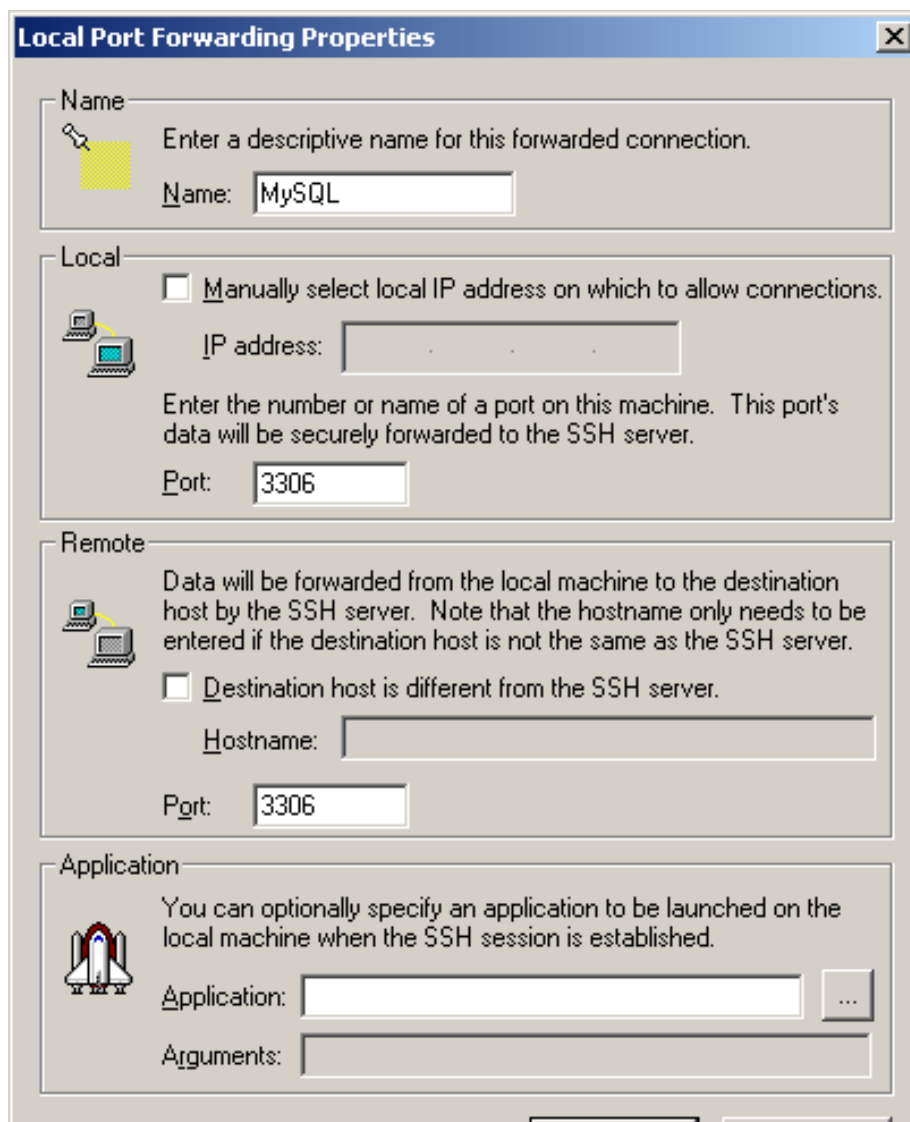 Local Port Forwarding Properties
Name
Enter a descriptive name for this forwarded connection.
Name: MySQL
Local
Manually select local IP address on which to allow connections.
IP address: . . .
Enter the number or name of a port on this machine. This port's
data will be securely forwarded to the SSH server.
Port: 3306
Remote
Data will be forwarded from the local machine to the destination
host by the SSH server. Note that the hostname only needs to be
entered if the destination host is not the same as the SSH server.
Destination host is different from the SSH server.
Hostname:
Port: 3306
Application
You can optionally specify an application to be launched on the
local machine when the SSH session is established.
Application: ...
Arguments: